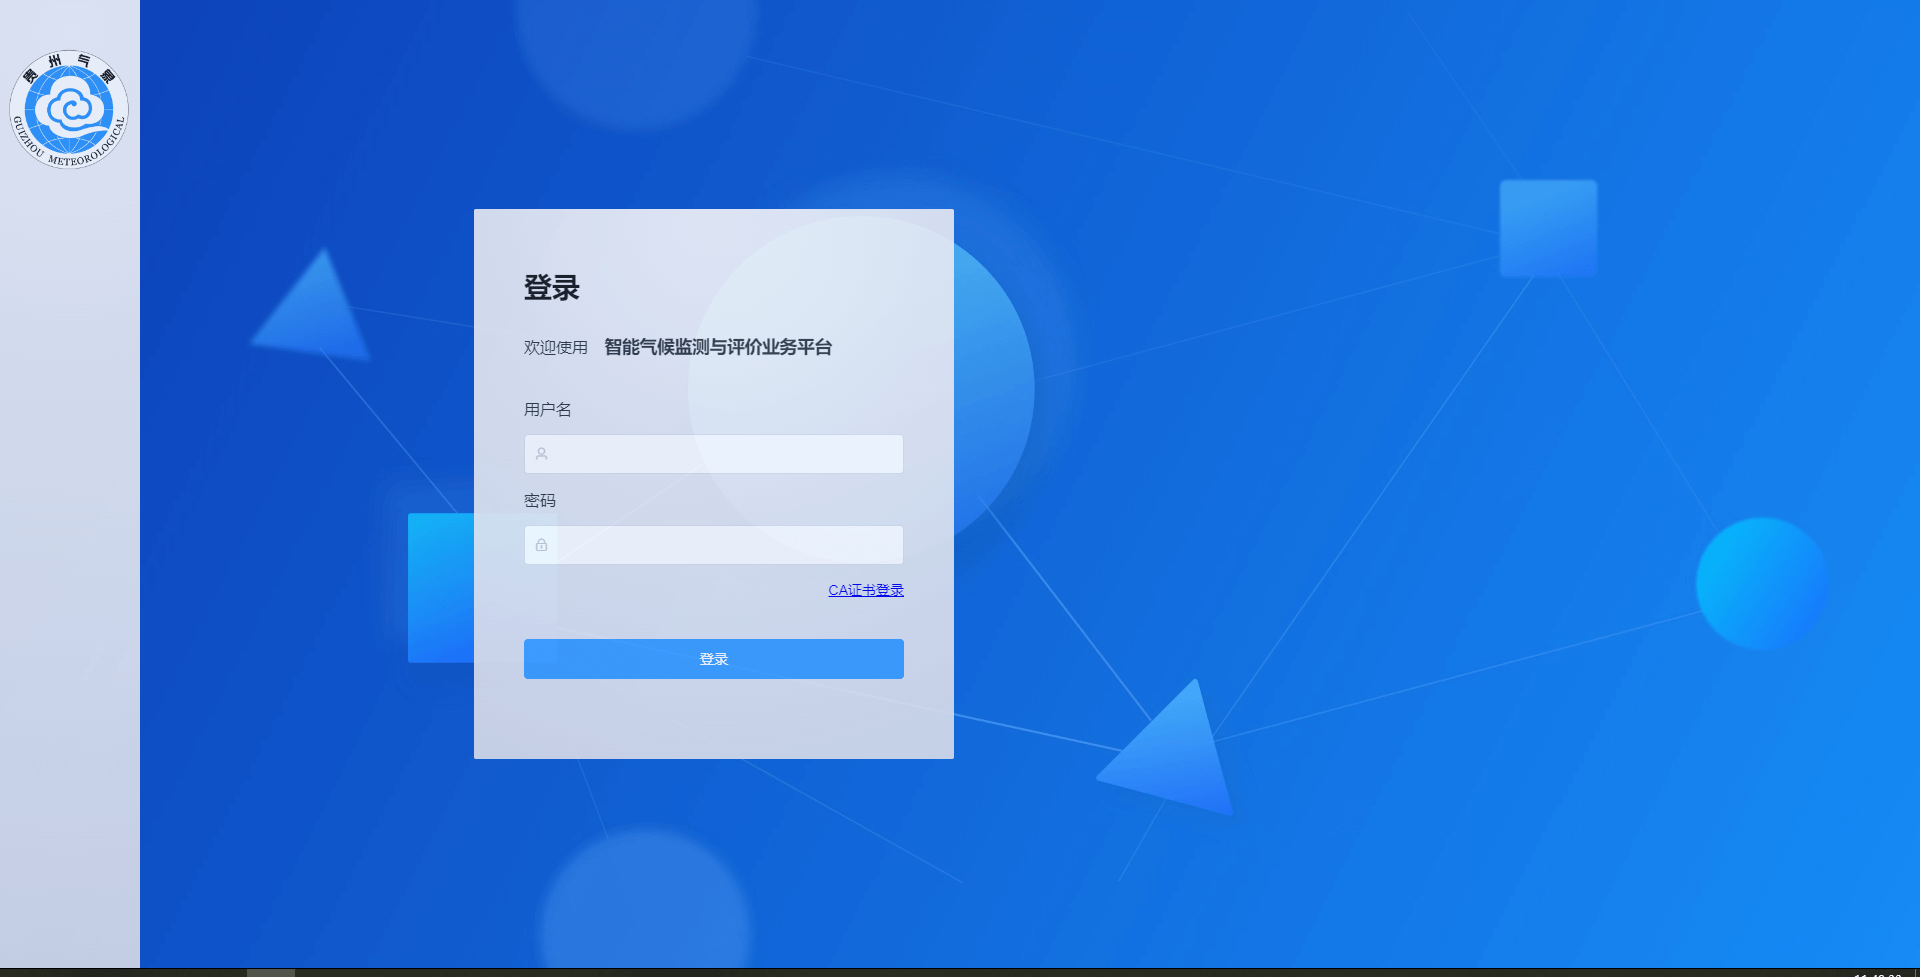 贵州气象
GUIZHOU METEOROLOGICAL
登录
欢迎使用 智能气候监测与评价业务平台
用户名
密码
CA证书登录
登录